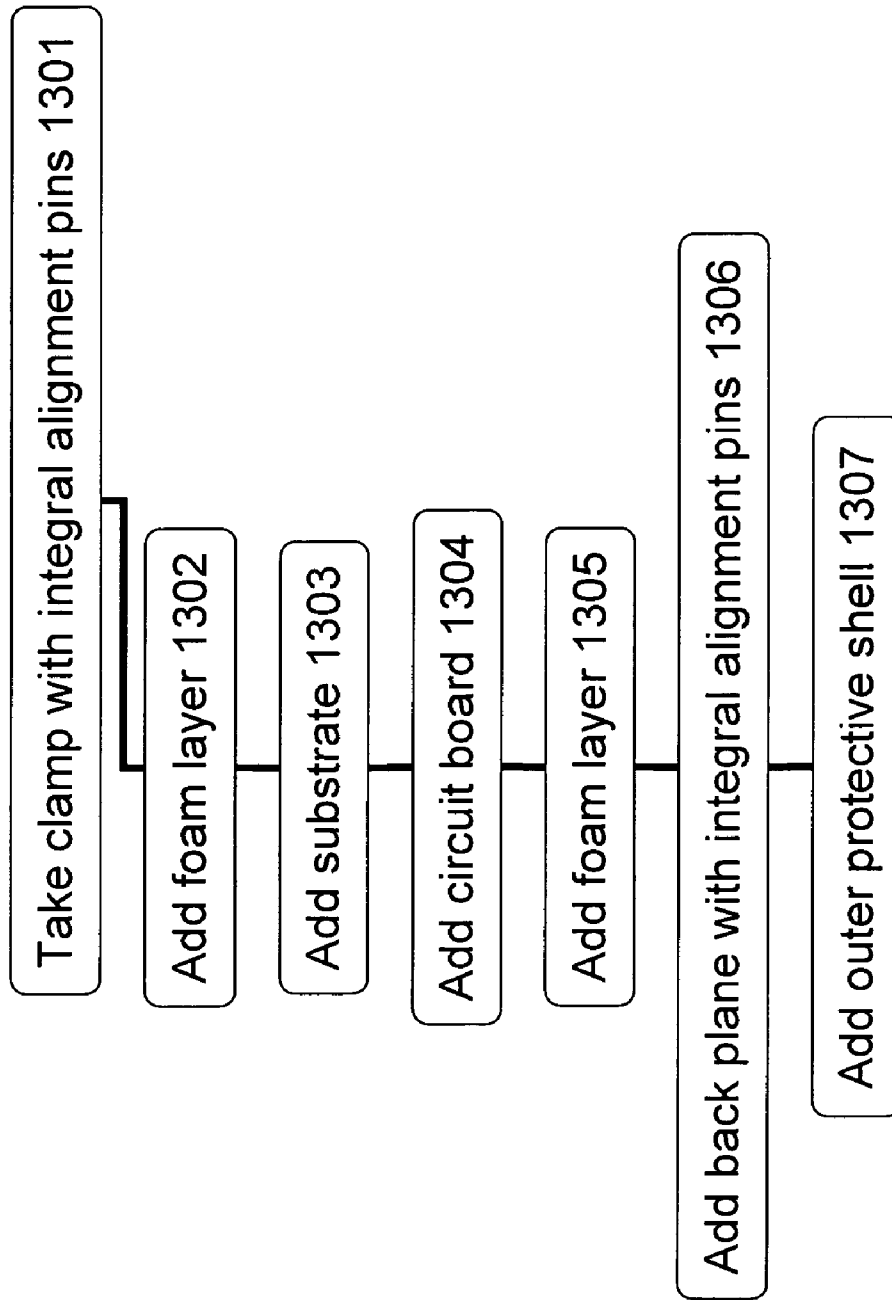 Take clamp with integral alignment pins 1301
Add foam layer 1302
Add substrate 1303
Add circuit board 1304
Add foam layer 1305
Add back plane with integral alignment pins 1306
Add outer protective shell 1307